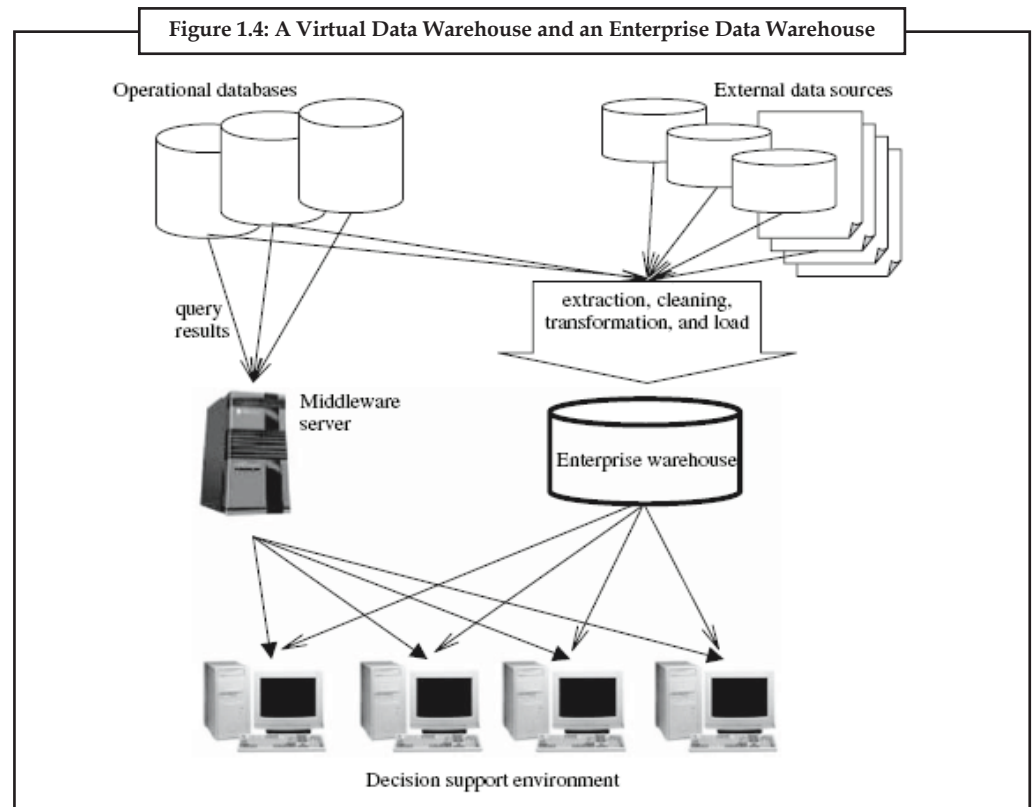 Figure 1.4: A Virtual Data Warehouse and an Enterprise Data Warehouse
Operational databases
External data sources
query
results
extraction, cleaning,
transformation, and load
Middleware
server
Enterprise warehouse
Decision support environment